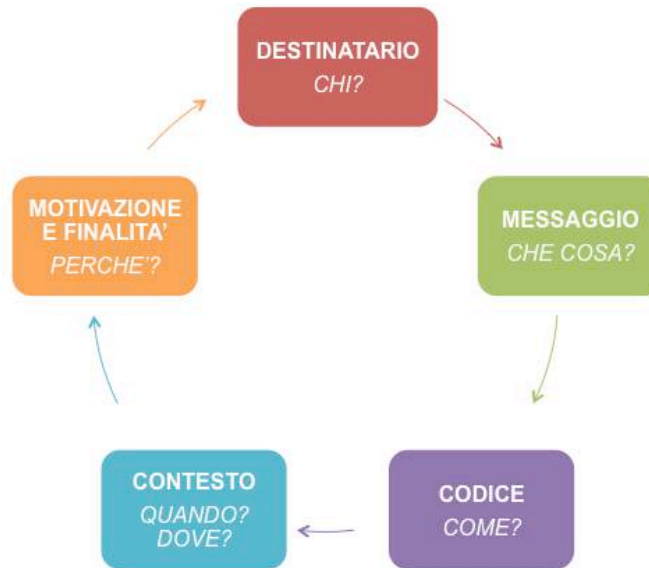 DESTINATARIO
CHI?
MOTIVAZIONE
E FINALITA'
PERCHE'?
MESSAGGIO
CHE COSA?
CONTESTO
QUANDO?
DOVE?
CODICE
COME?